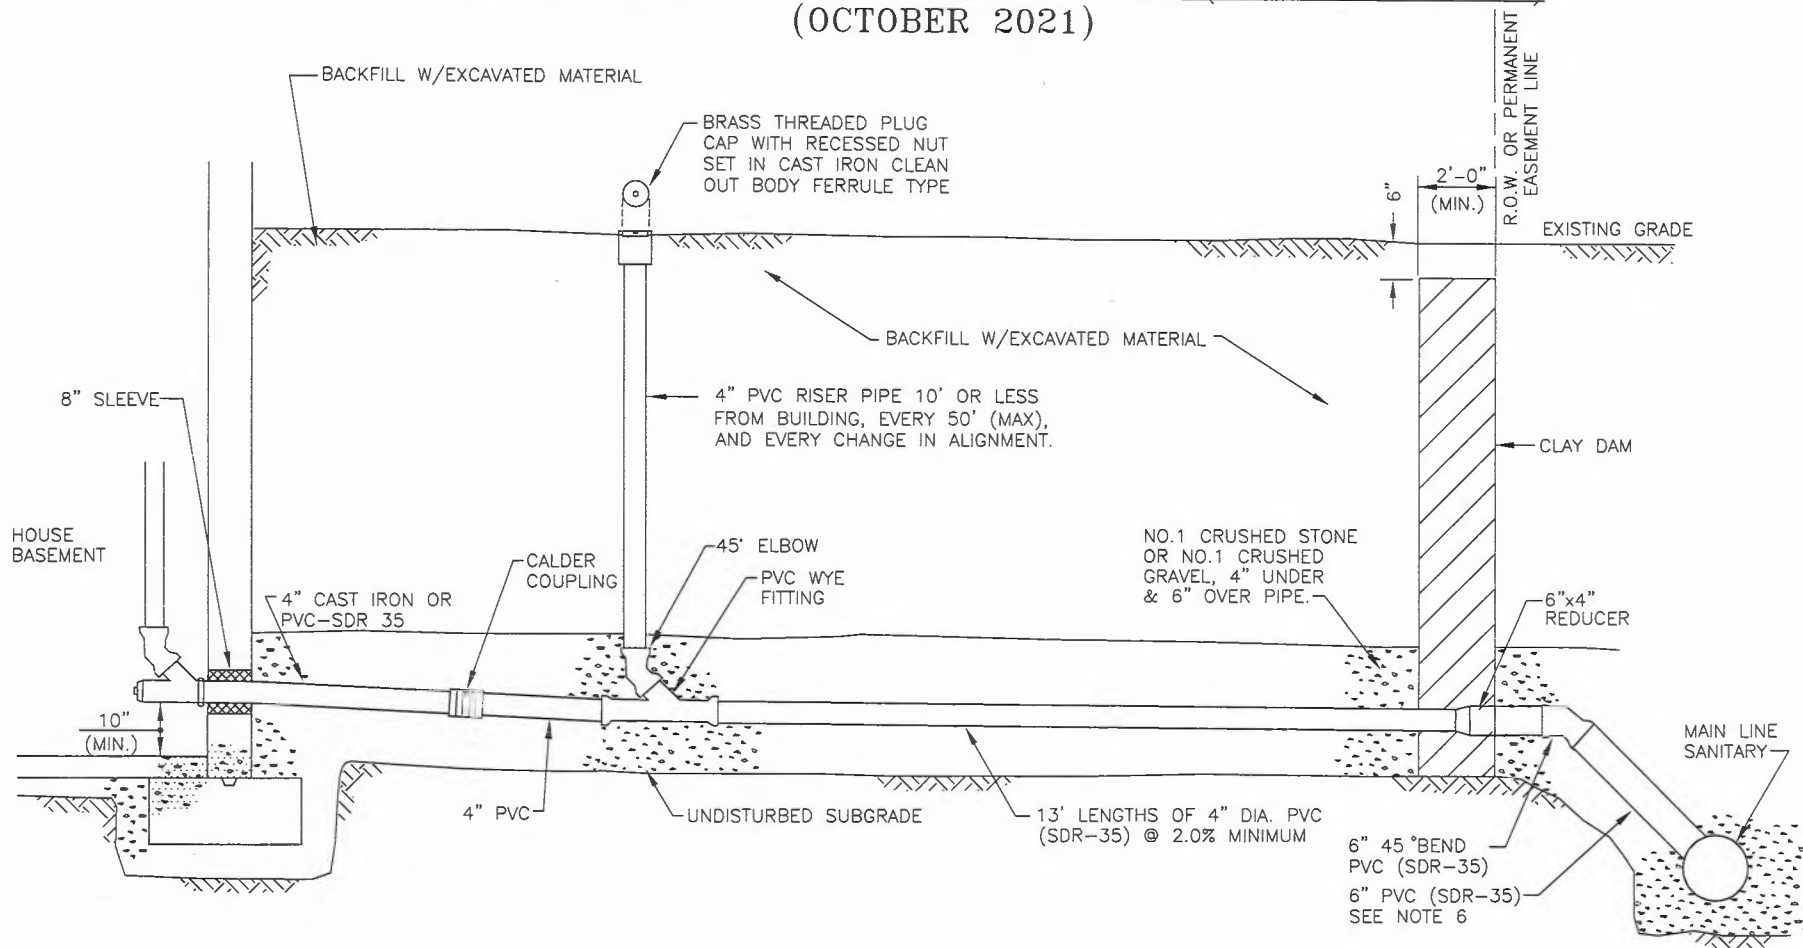 (OCTOBER 2021)
BACKFILL W/EXCAVATED MATERIAL
BRASS THREADED PLUG
CAP WITH RECESSED NUT
SET IN CAST IRON CLEAN
OUT BODY FERRULE TYPE
R.O.W. OR PERMANENT
EASEMENT LINE
2'-0"
(MIN.)
6"
EXISTING GRADE
BACKFILL W/EXCAVATED MATERIAL
8" SLEEVE
4" PVC RISER PIPE 10' OR LESS
FROM BUILDING, EVERY 50' (MAX),
AND EVERY CHANGE IN ALIGNMENT.
CLAY DAM
HOUSE
BASEMENT
CALDER
COUPLING
45° ELBOW
PVC WYE
FITTING
NO.1 CRUSHED STONE
OR NO.1 CRUSHED
GRAVEL, 4" UNDER
& 6" OVER PIPE.
4" CAST IRON OR
PVC-SDR 35
6"x4"
REDUCER
10"
(MIN.)
MAIN LINE
SANITARY
4" PVC
UNDISTURBED SUBGRADE
13' LENGTHS OF 4" DIA. PVC
(SDR-35) @ 2.0% MINIMUM
6" 45°BEND
PVC (SDR-35)
6" PVC (SDR-35)
SEE NOTE 6